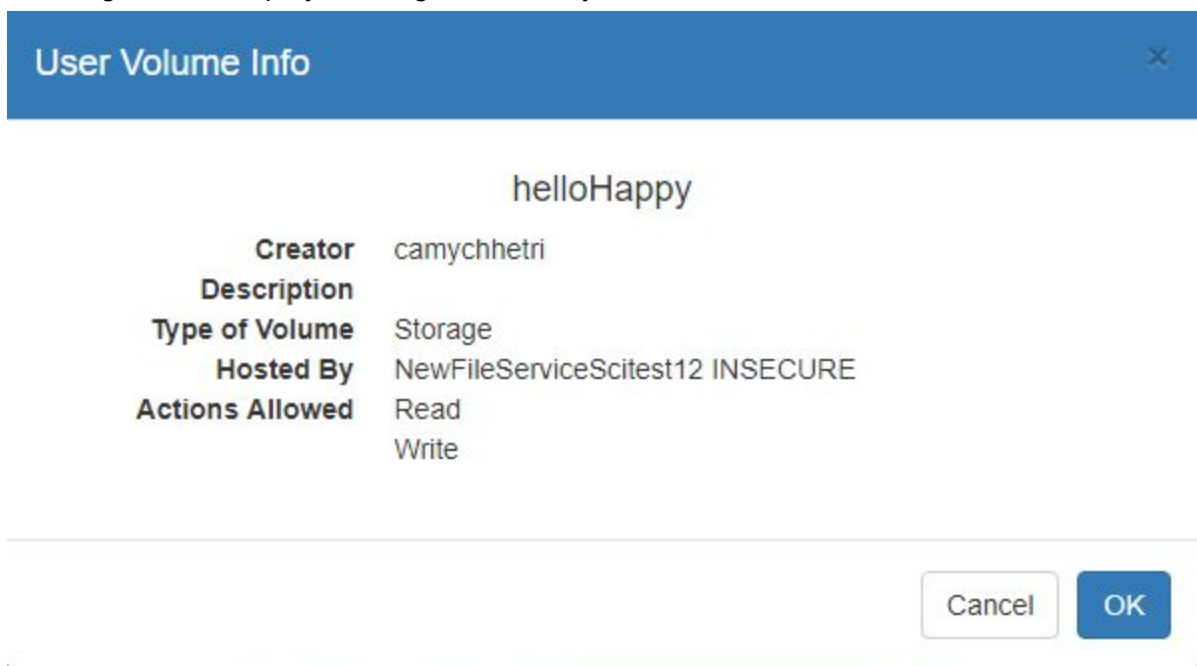 User Volume Info ×
helloHappy
Creator camychhetri
Description
Type of Volume Storage
Hosted By NewFileServiceScitest12 INSECURE
Actions Allowed Read
Write
Cancel OK